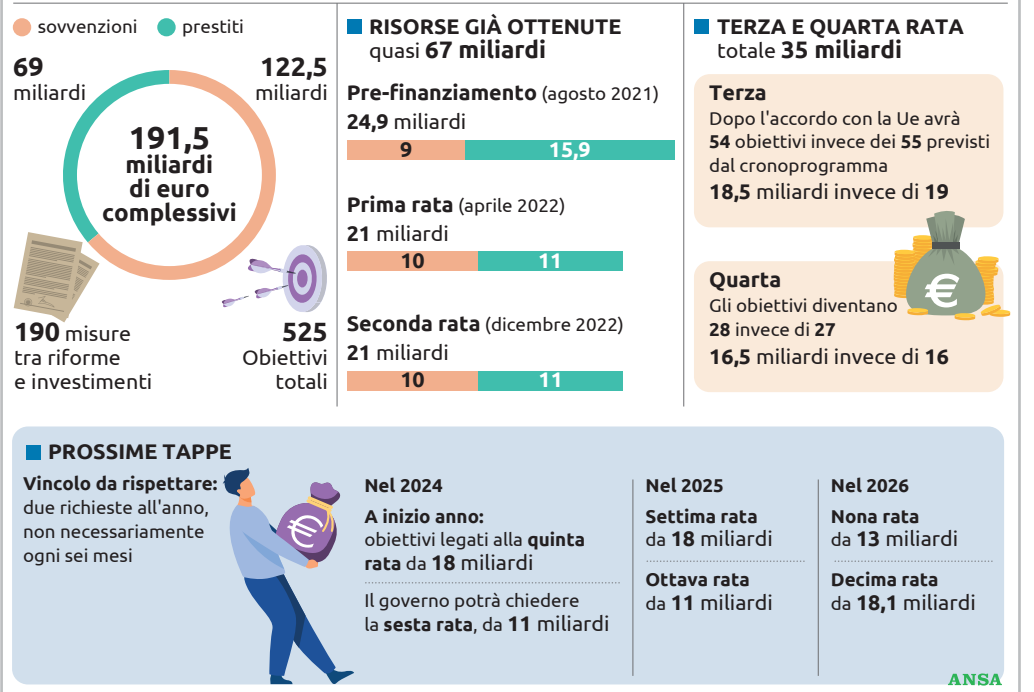 sovvenzioni
prestiti
69
miliardi
122,5
miliardi
191,5
miliardi
di euro
complessivi
190 misure
tra riforme
e investimenti
525
Obiettivi
totali
RISORSE GIÀ OTTENUTE
quasi 67 miliardi
Pre-finanziamento (agosto 2021)
24,9 miliardi
9
15,9
Prima rata (aprile 2022)
21 miliardi
10
11
Seconda rata (dicembre 2022)
21 miliardi
10
11
TERZA E QUARTA RATA
totale 35 miliardi
Terza
Dopo l'accordo con la Ue avrà
54 obiettivi invece dei 55 previsti
dal cronoprogramma
18,5 miliardi invece di 19
Quarta
Gli obiettivi diventano
28 invece di 27
16,5 miliardi invece di 16
€
PROSSIME TAPPE
Vincolo da rispettare:
due richieste all'anno,
non necessariamente
ogni sei mesi
€
Nel 2024
A inizio anno:
obiettivi legati alla quinta
rata da 18 miliardi
Il governo potrà chiedere
la sesta rata, da 11 miliardi
Nel 2025
Settima rata
da 18 miliardi
Ottava rata
da 11 miliardi
Nel 2026
Nona rata
da 13 miliardi
Decima rata
da 18,1 miliardi
ANSA